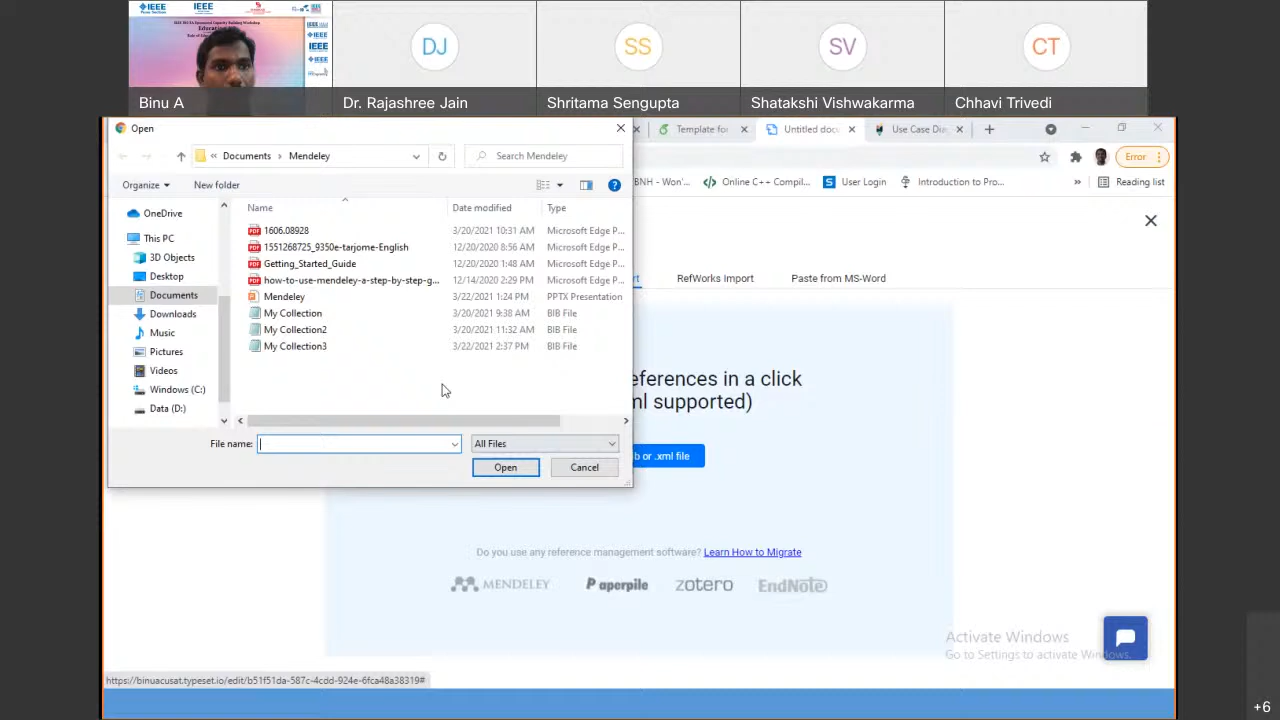 IEEE
IEEE
IEEE
IEEE
DJ
SS
SV
CT
Binu A
Dr. Rajashree Jain
Shritama Sengupta
Shatakshi Vishwakarma
Chhavi Trivedi
Open
Template for
Untitled docu
Use Case Dia
« Documents › Mendeley
Search Mendeley
Error
Organize
New folder
BNH - Won'...
Online C++ Compil...
User Login
Introduction to Pro...
»
Reading list
Name
Date modified
Type
OneDrive
This PC
3D Objects
Desktop
Documents
Downloads
Music
Pictures
Videos
Windows (C:)
Data (D:)
1606.08928 3/20/2021 10:31 AM Microsoft Edge P...
1551268725_9350e-tarjome-English 12/20/2020 8:56 AM Microsoft Edge P...
Getting_Started_Guide 12/20/2020 1:48 AM Microsoft Edge P...
how-to-use-mendeley-a-step-by-step-g... 12/14/2020 2:29 PM Microsoft Edge P...
Mendeley 3/22/2021 1:24 PM PPTX Presentation
My Collection 3/20/2021 9:38 AM BIB File
My Collection2 3/20/2021 11:32 AM BIB File
My Collection3 3/22/2021 2:37 PM BIB File
File name:
All Files
Open
Cancel
RefWorks Import
Paste from MS-Word
eferences in a click
ml supported)
b or .xml file
Do you use any reference management software? Learn How to Migrate
MENDELEY
Paperpile
zotero
EndNote
Activate Windows
Go to Settings to activate Windows.
https://binuacusat.typeset.io/edit/b51f51da-587c-4cdd-924e-6fca48a38319#
+6